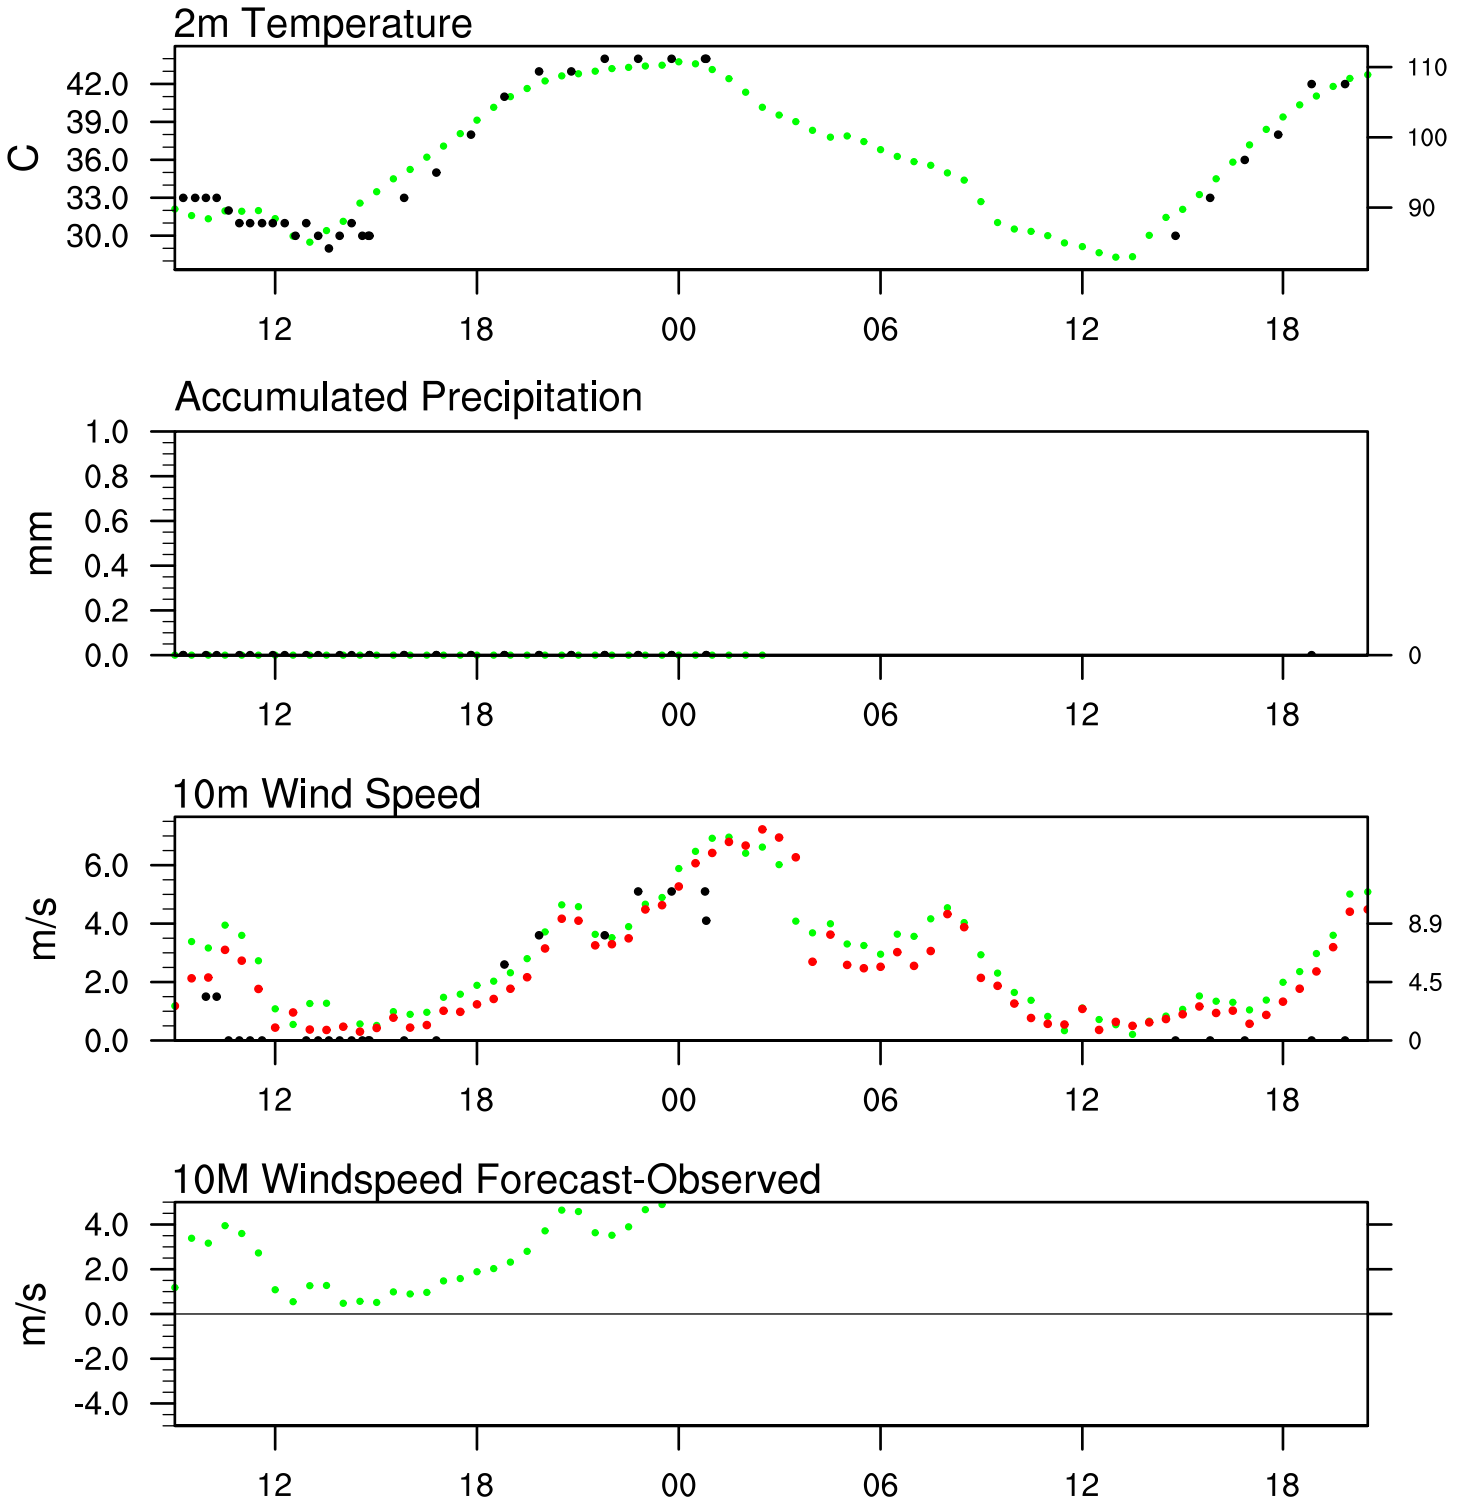 2m Temperature
C
42.0
39.0
36.0
33.0
30.0
110
100
90
12 18 00 06 12 18
Accumulated Precipitation
mm
1.0
0.8
0.6
0.4
0.2
0.0
0
12 18 00 06 12 18
10m Wind Speed
m/s
6.0
4.0
2.0
0.0
8.9
4.5
0
12 18 00 06 12 18
10M Windspeed Forecast-Observed
m/s
4.0
2.0
0.0
-2.0
-4.0
12 18 00 06 12 18